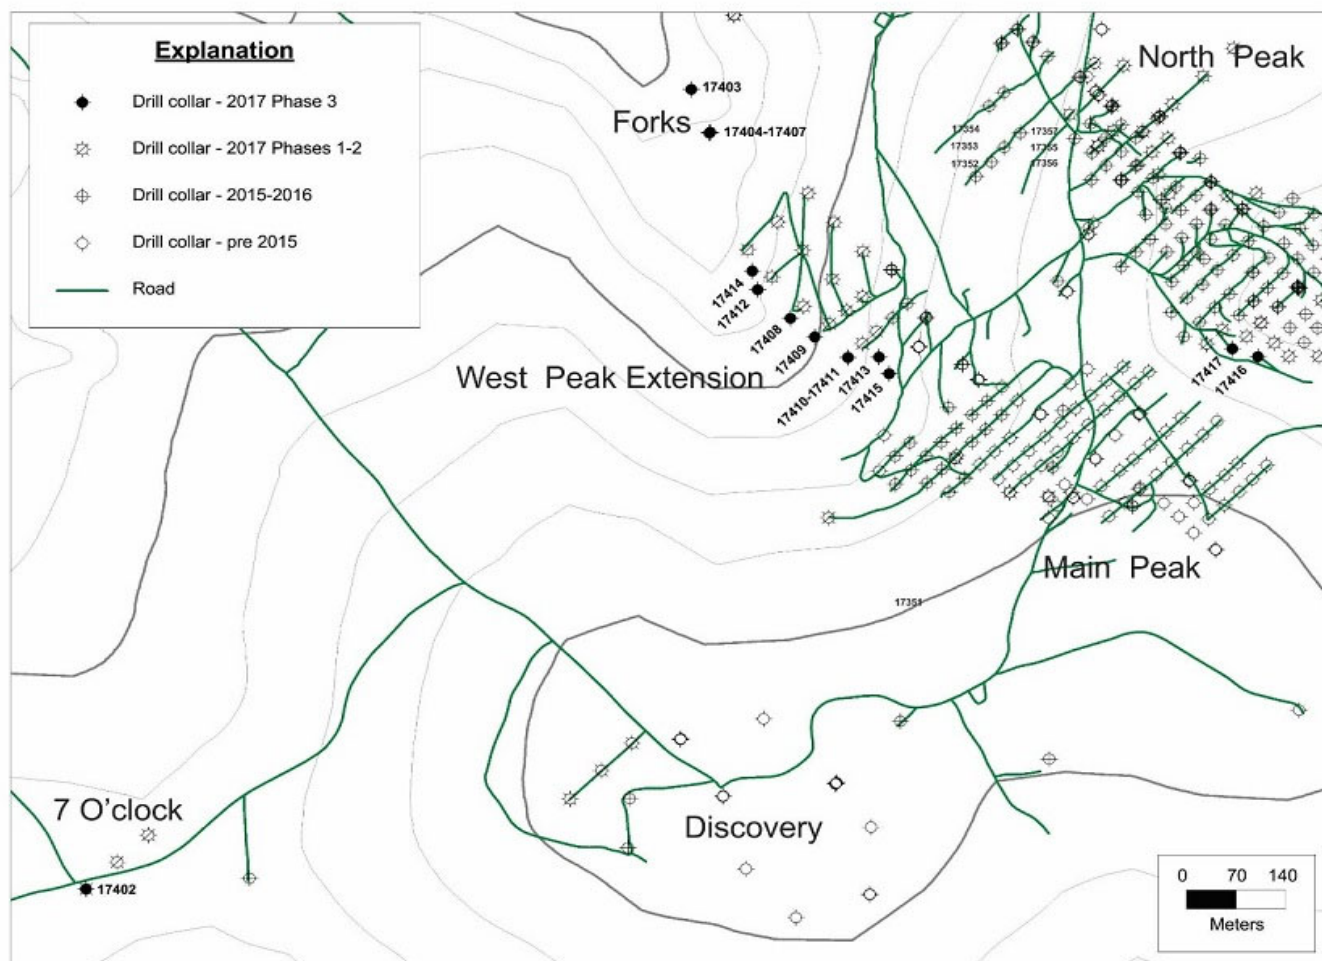 Explanation
Drill collar - 2017 Phase 3
Drill collar - 2017 Phases 1-2
Drill collar - 2015-2016
Drill collar - pre 2015
Road
North Peak
17403
Forks
17404-17407
17354
17353
17352
17357
17355
17356
17414
17412
17408
17409
17410-17411
17413
17415
17417
17416
West Peak Extension
Main Peak
17351
7 O'clock
17402
Discovery
0 70 140
Meters